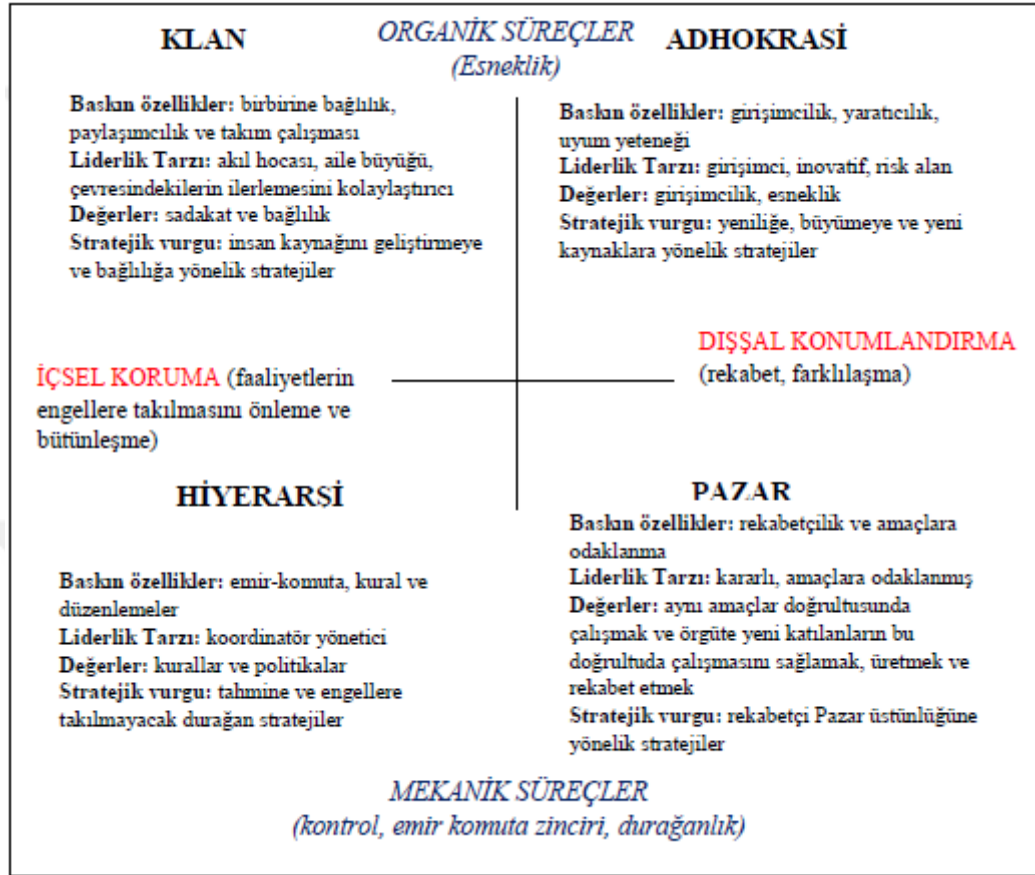 KLAN
ORGANİK SÜREÇLER
(Esneklik)
ADHOKRASİ
Baskın özellikler: birbirine bağlılık,
paylaşımcılık ve takım çalışması
Liderlik Tarzı: akıl hocası, aile büyüğü,
çevresindekilerin ilerlemesini kolaylaştırıcı
Değerler: sadakat ve bağlılık
Stratejik vurgu: insan kaynağını geliştirmeye
ve bağlılığa yönelik stratejiler
Baskın özellikler: girişimcilik, yaratıcılık,
uyum yeteneği
Liderlik Tarzı: girişimci, inovatif, risk alan
Değerler: girişimcilik, esneklik
Stratejik vurgu: yeniliğe, büyümeye ve yeni
kaynaklara yönelik stratejiler
İÇSEL KORUMA (faaliyetlerin
engellere takılmasını önleme ve
bütünleşme)
DIŞSAL KONUMLANDIRMA
(rekabet, farklılaşma)
HİYERARŞİ
Baskın özellikler: emir-komuta, kural ve
düzenlemeler
Liderlik Tarzı: koordinatör yönetici
Değerler: kurallar ve politikalar
Stratejik vurgu: tahmine ve engellere
takılmayacak durağan stratejiler
PAZAR
Baskın özellikler: rekabetçilik ve amaçlara
odaklanma
Liderlik Tarzı: kararlı, amaçlara odaklanmış
Değerler: aynı amaçlar doğrultusunda
çalışmak ve örgüte yeni katılanların bu
doğrultuda çalışmasını sağlamak, üretmek ve
rekabet etmek
Stratejik vurgu: rekabetçi Pazar üstünlüğüne
yönelik stratejiler
MEKANİK SÜREÇLER
(kontrol, emir komuta zinciri, durağanlık)